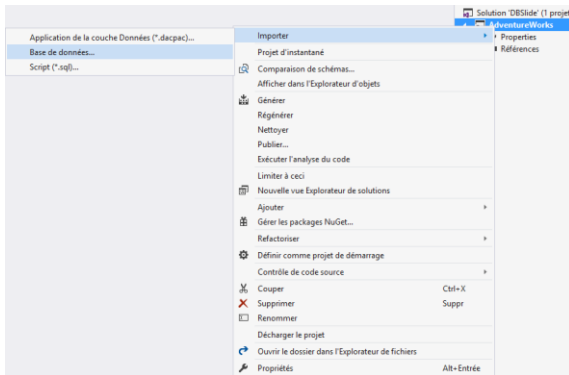 Solution 'DBSlide' (1 projet
AdventureWorks
Properties
Références
Application de la couche Données (*.dacpac)...
Base de données...
Script (*.sql)...
Importer
Projet d'instantané
Comparaison de schémas...
Afficher dans l'Explorateur d'objets
Générer
Régénérer
Nettoyer
Publier...
Exécuter l'analyse du code
Limiter à ceci
Nouvelle vue Explorateur de solutions
Ajouter
Gérer les packages NuGet...
Refactoriser
Définir comme projet de démarrage
Contrôle de code source
Couper Ctrl+X
Supprimer Suppr
Renommer
Décharger le projet
Ouvrir le dossier dans l'Explorateur de fichiers
Propriétés Alt+Entrée